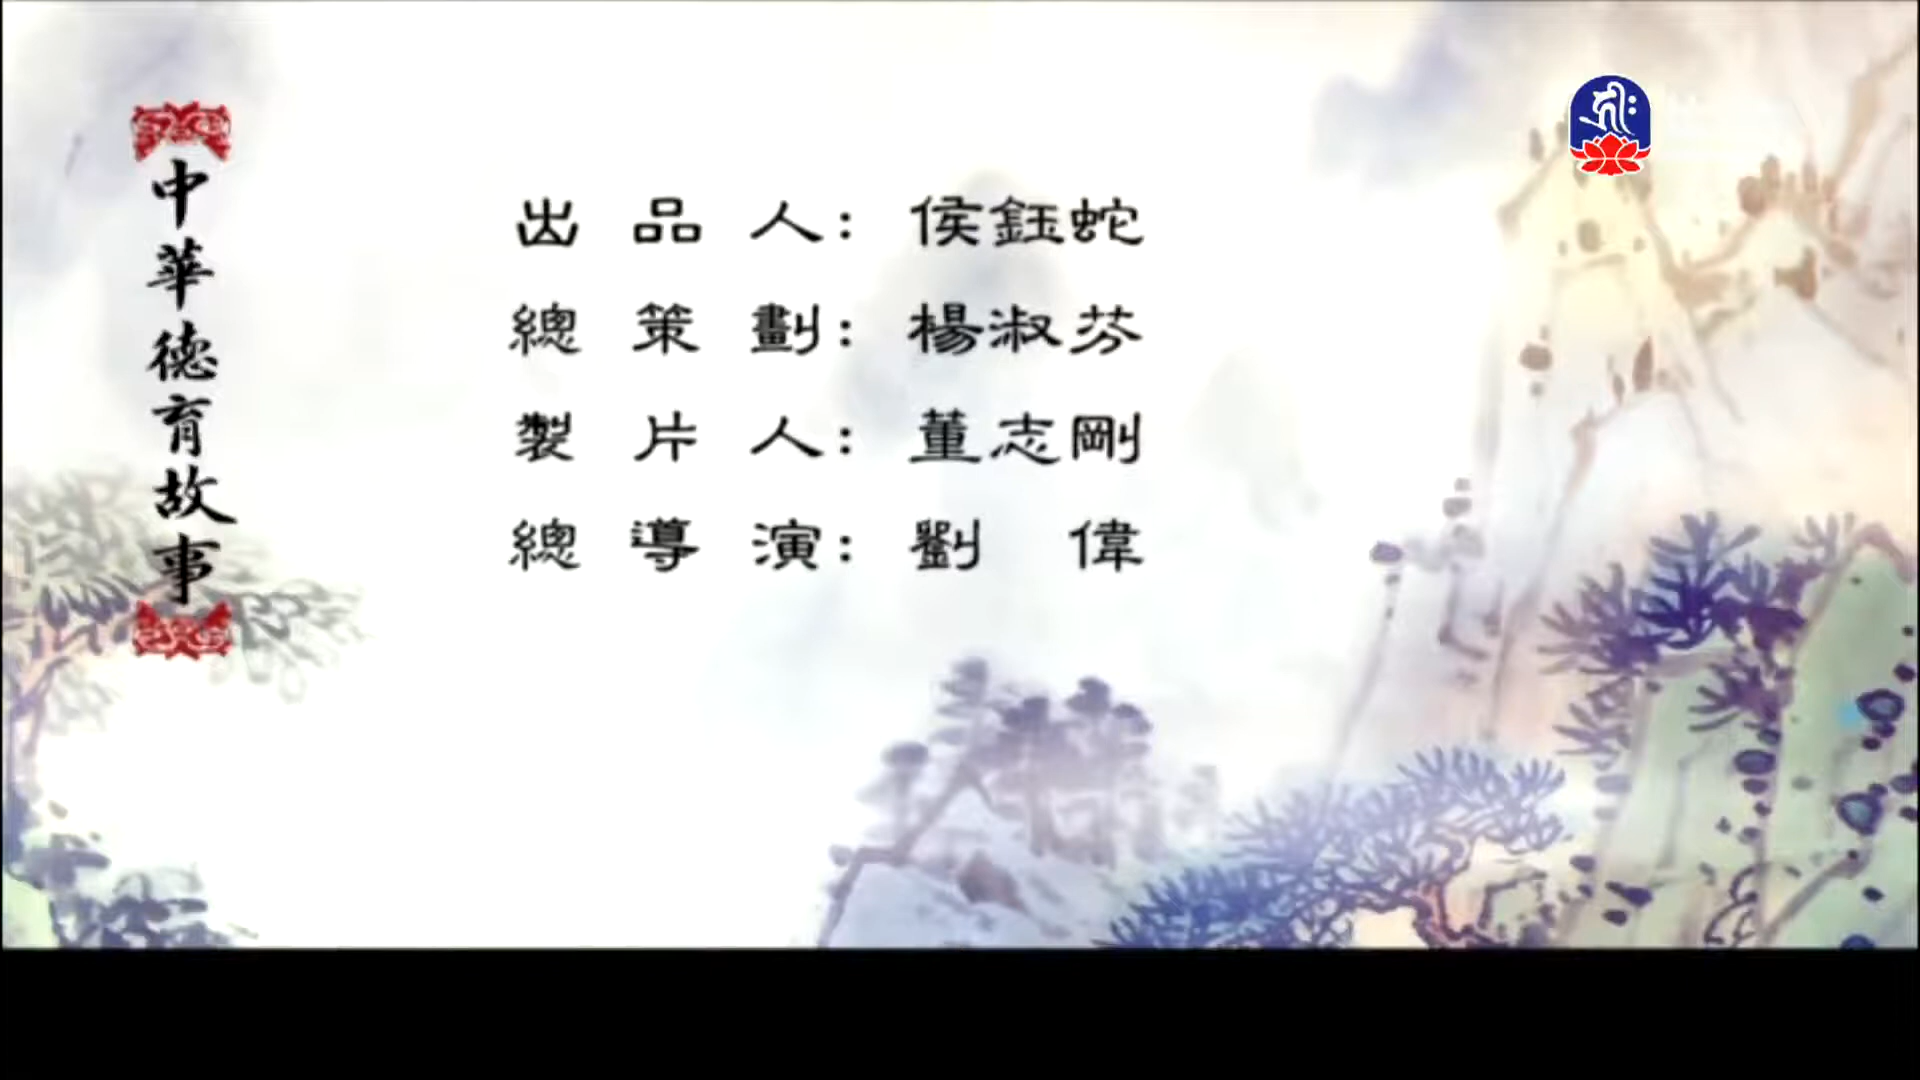 中華德育故事
出品人：侯鈺蛇
總策劃：楊淑芬
製片人：董志剛
總導演：劉偉